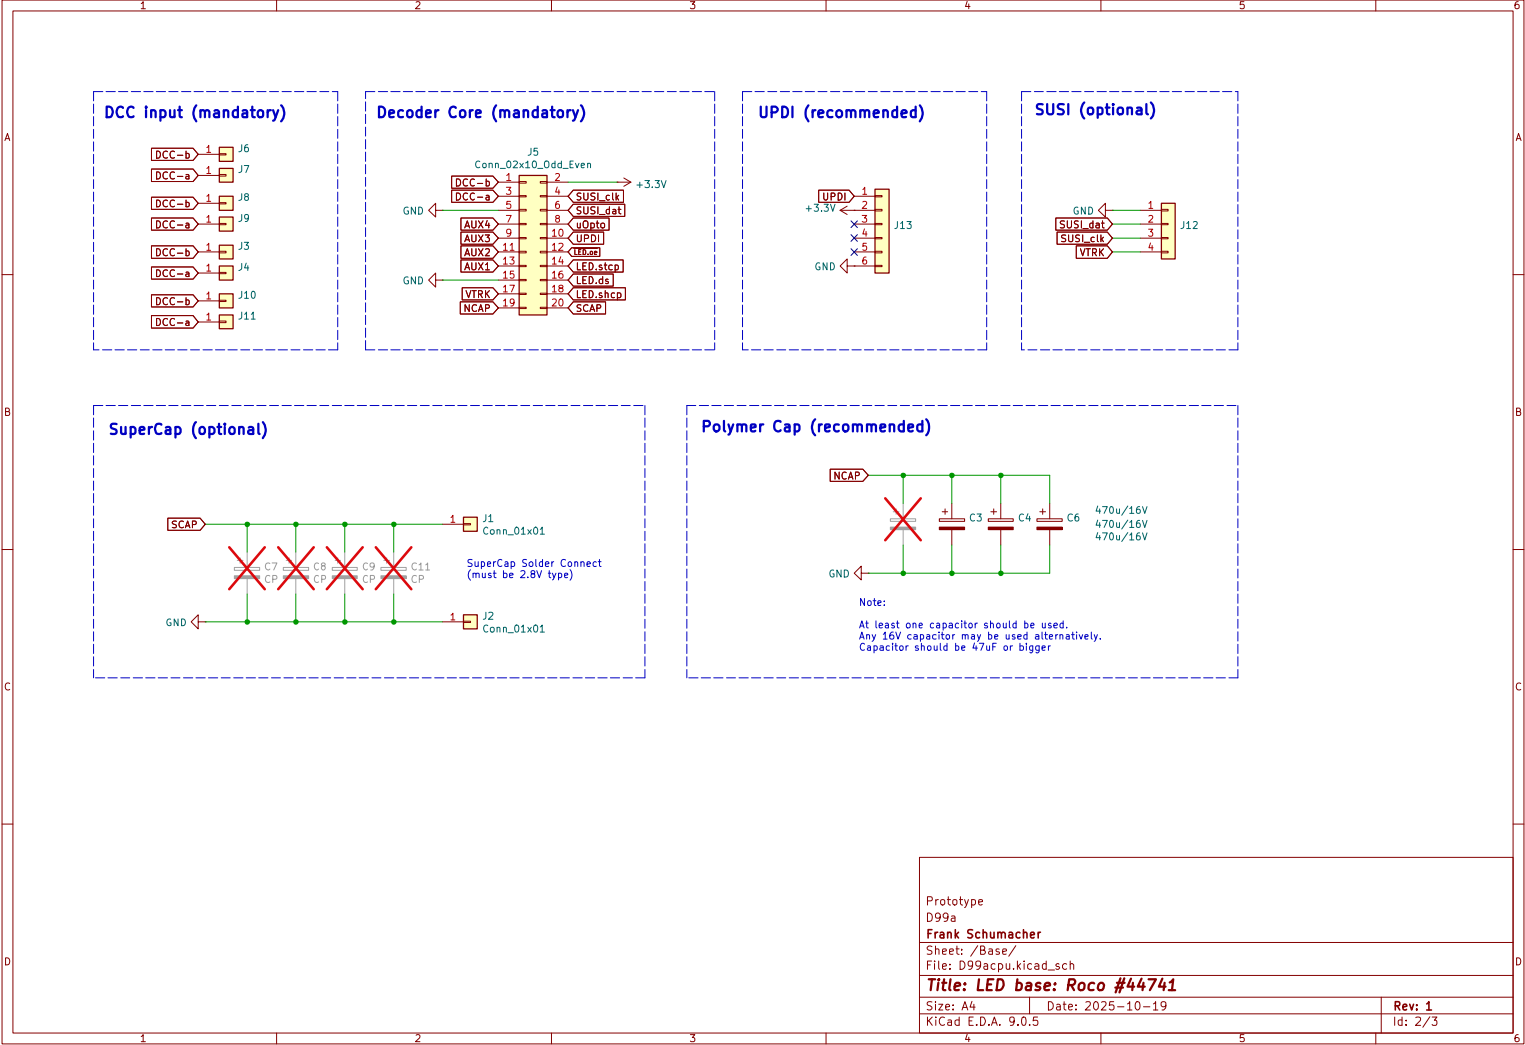 1 2 3 4 5 6
A A
B B
C C
D D
DCC input (mandatory)
DCC-b 1 J6
DCC-a 1 J7
DCC-b 1 J8
DCC-a 1 J9
DCC-b 1 J3
DCC-a 1 J4
DCC-b 1 J10
DCC-a 1 J11
Decoder Core (mandatory)
J5
Conn_02x10_Odd_Even
DCC-b 1 2 +3.3V
DCC-a 3 4 SUSI_clk
GND 5 6 SUSI_dat
AUX4 7 8 uOpto
AUX3 9 10 UPDI
AUX2 11 12 LED.oe
AUX1 13 14 LED.stcp
GND 15 16 LED.ds
VTRK 17 18 LED.shcp
NCAP 19 20 SCAP
UPDI (recommended)
UPDI 1
+3.3V 2
3 J13
4
5
GND 6
SUSI (optional)
GND 1
SUSI_dat 2 J12
SUSI_clk 3
VTRK 4
SuperCap (optional)
SCAP 1 J1
Conn_01x01
C7 C8 C9 C11
CP CP CP CP
SuperCap Solder Connect
(must be 2.8V type)
GND 1 J2
Conn_01x01
Polymer Cap (recommended)
NCAP
+ C3 + C4 + C6
470u/16V
470u/16V
470u/16V
GND
Note:
At least one capacitor should be used.
Any 16V capacitor may be used alternatively.
Capacitor should be 47uF or bigger
Prototype
D99a
Frank Schumacher
Sheet: /Base/
File: D99acpu.kicad_sch
Title: LED base: Roco #44741
Size: A4 Date: 2025-10-19 Rev: 1
KiCad E.D.A. 9.0.5 Id: 2/3
1 2 3 4 5 6